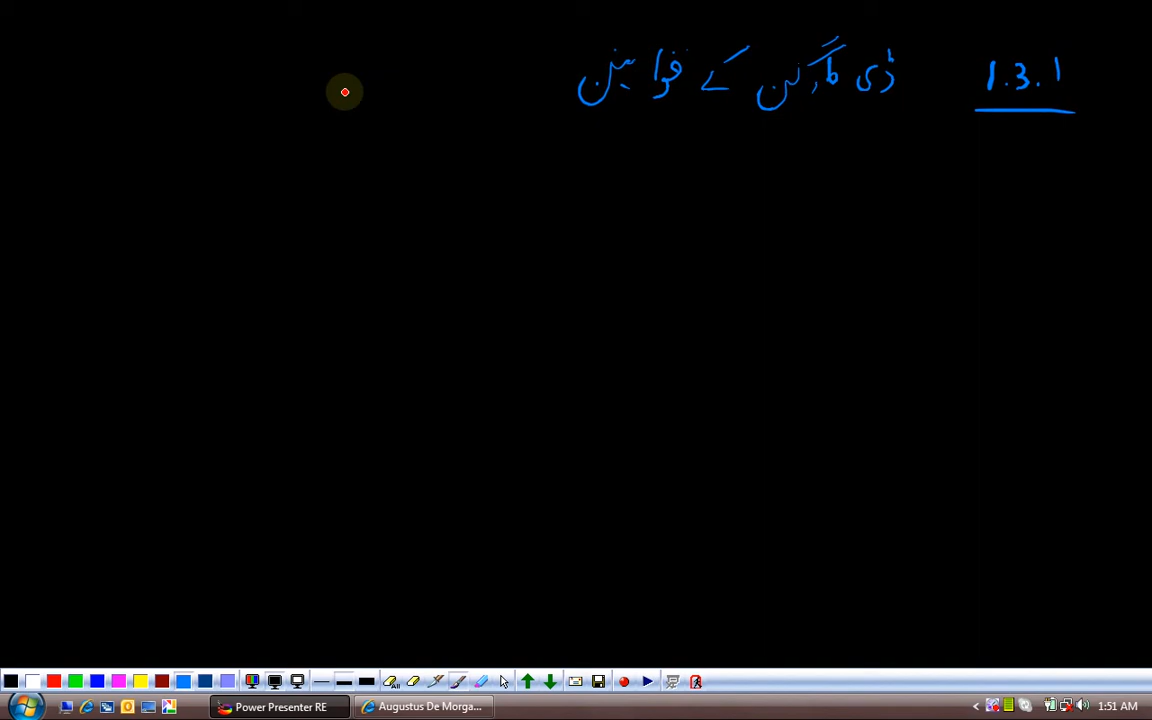 1.3.1 ڈی مارگن کے قوانین
Power Presenter RE
Augustus De Morga...
1:51 AM